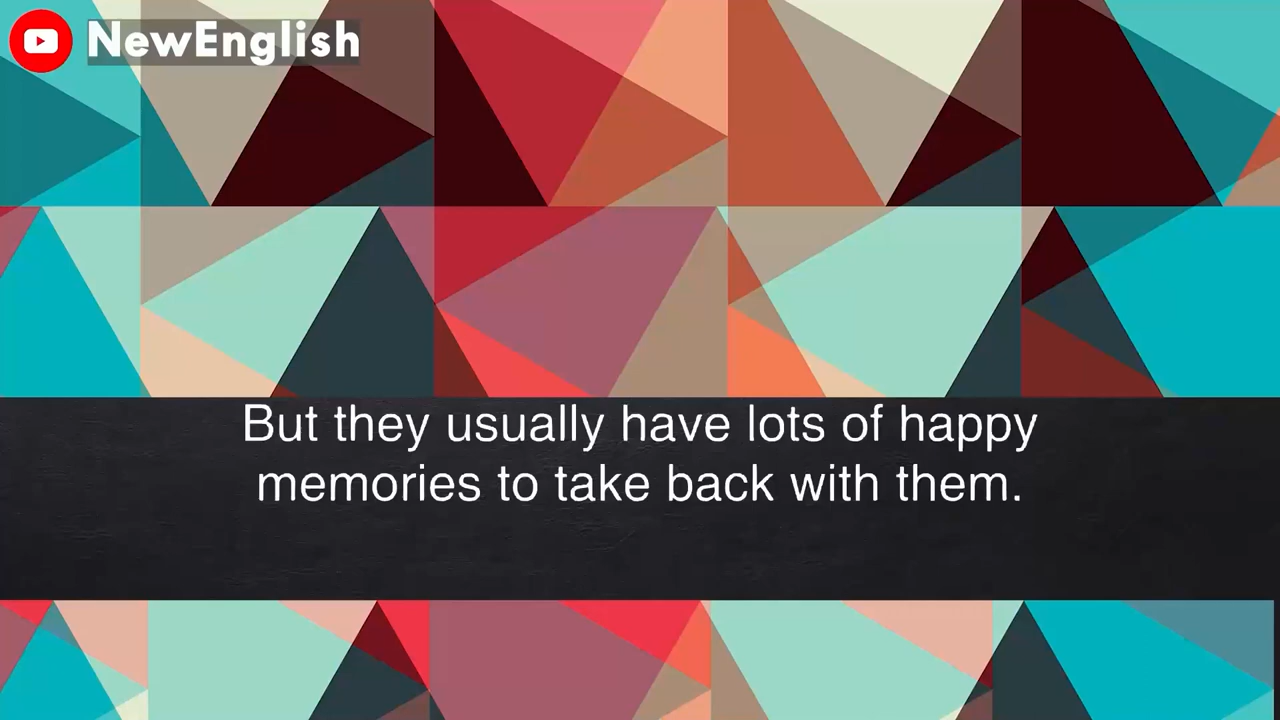 NewEnglish
But they usually have lots of happy
memories to take back with them.